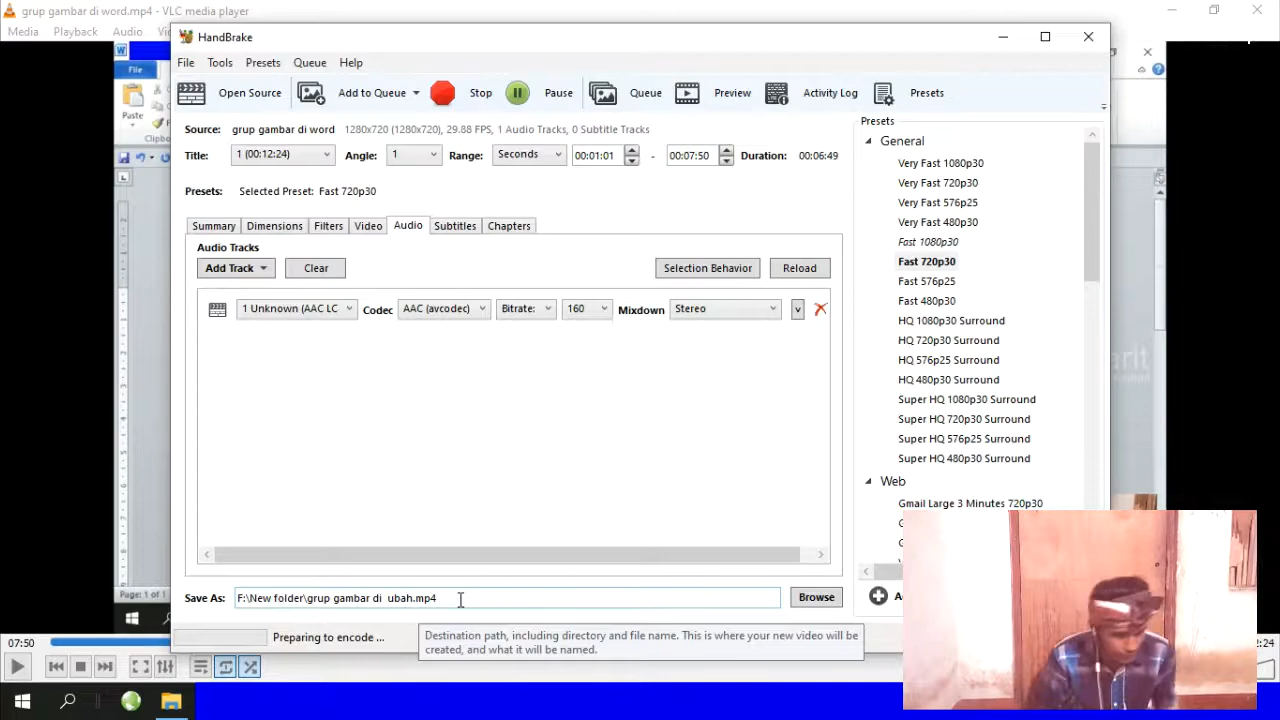 grup gambar di word.mp4 - VLC media player
Media Playback Audio
HandBrake
File Tools Presets Queue Help
Open Source Add to Queue Stop Pause Queue Preview Activity Log Presets
Source: grup gambar di word 1280x720 (1280x720), 29.88 FPS, 1 Audio Tracks, 0 Subtitle Tracks
Title: 1 (00:12:24) Angle: 1 Range: Seconds 00:01:01 - 00:07:50 Duration: 00:06:49
Presets: Selected Preset: Fast 720p30
Summary Dimensions Filters Video Audio Subtitles Chapters
Audio Tracks
Add Track Clear Selection Behavior Reload
1 Unknown (AAC LC Codec AAC (avcodec) Bitrate: 160 Mixdown Stereo
Save As: F:\New folder\grup gambar di  ubah.mp4 Browse
Preparing to encode ...
Destination path, including directory and file name. This is where your new video will be
created, and what it will be named.
Presets
General
Very Fast 1080p30
Very Fast 720p30
Very Fast 576p25
Very Fast 480p30
Fast 1080p30
Fast 720p30
Fast 576p25
Fast 480p30
HQ 1080p30 Surround
HQ 720p30 Surround
HQ 576p25 Surround
HQ 480p30 Surround
Super HQ 1080p30 Surround
Super HQ 720p30 Surround
Super HQ 576p25 Surround
Super HQ 480p30 Surround
Web
Gmail Large 3 Minutes 720p30
File
Paste
Page: 1 of 1
07:50